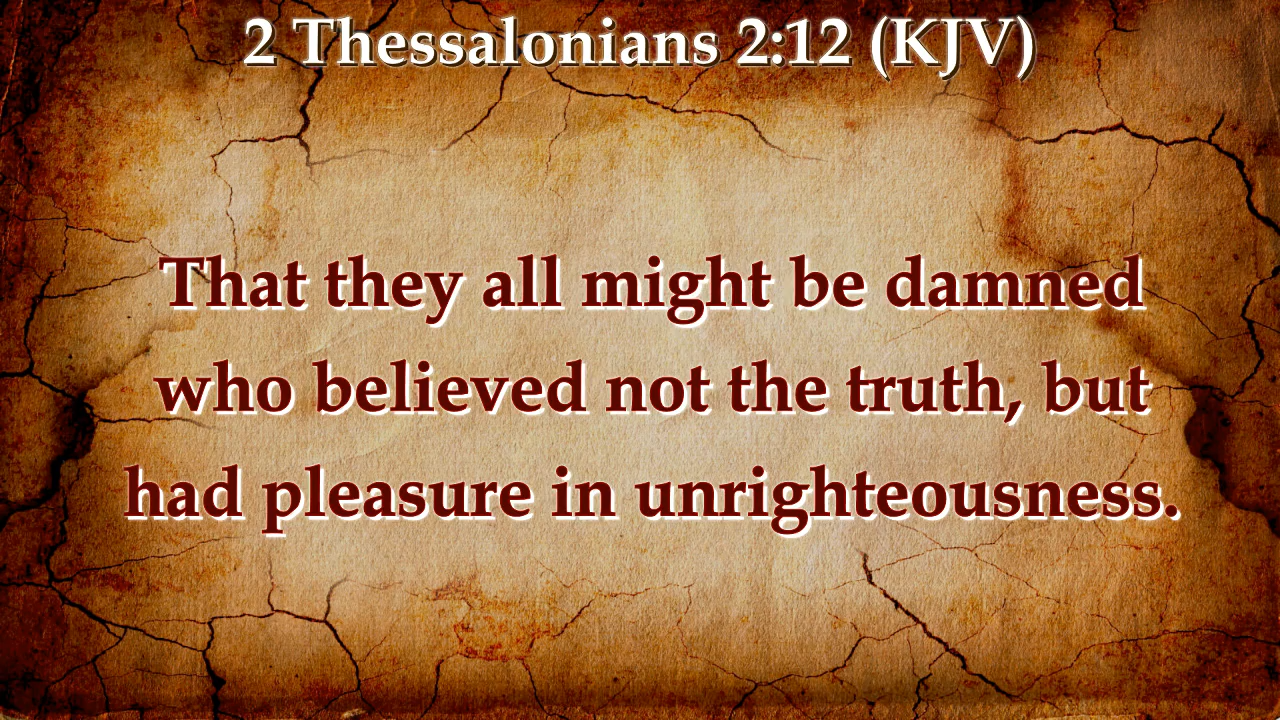 2 Thessalonians 2:12 (KJV)
That they all might be damned
who believed not the truth, but
had pleasure in unrighteousness.